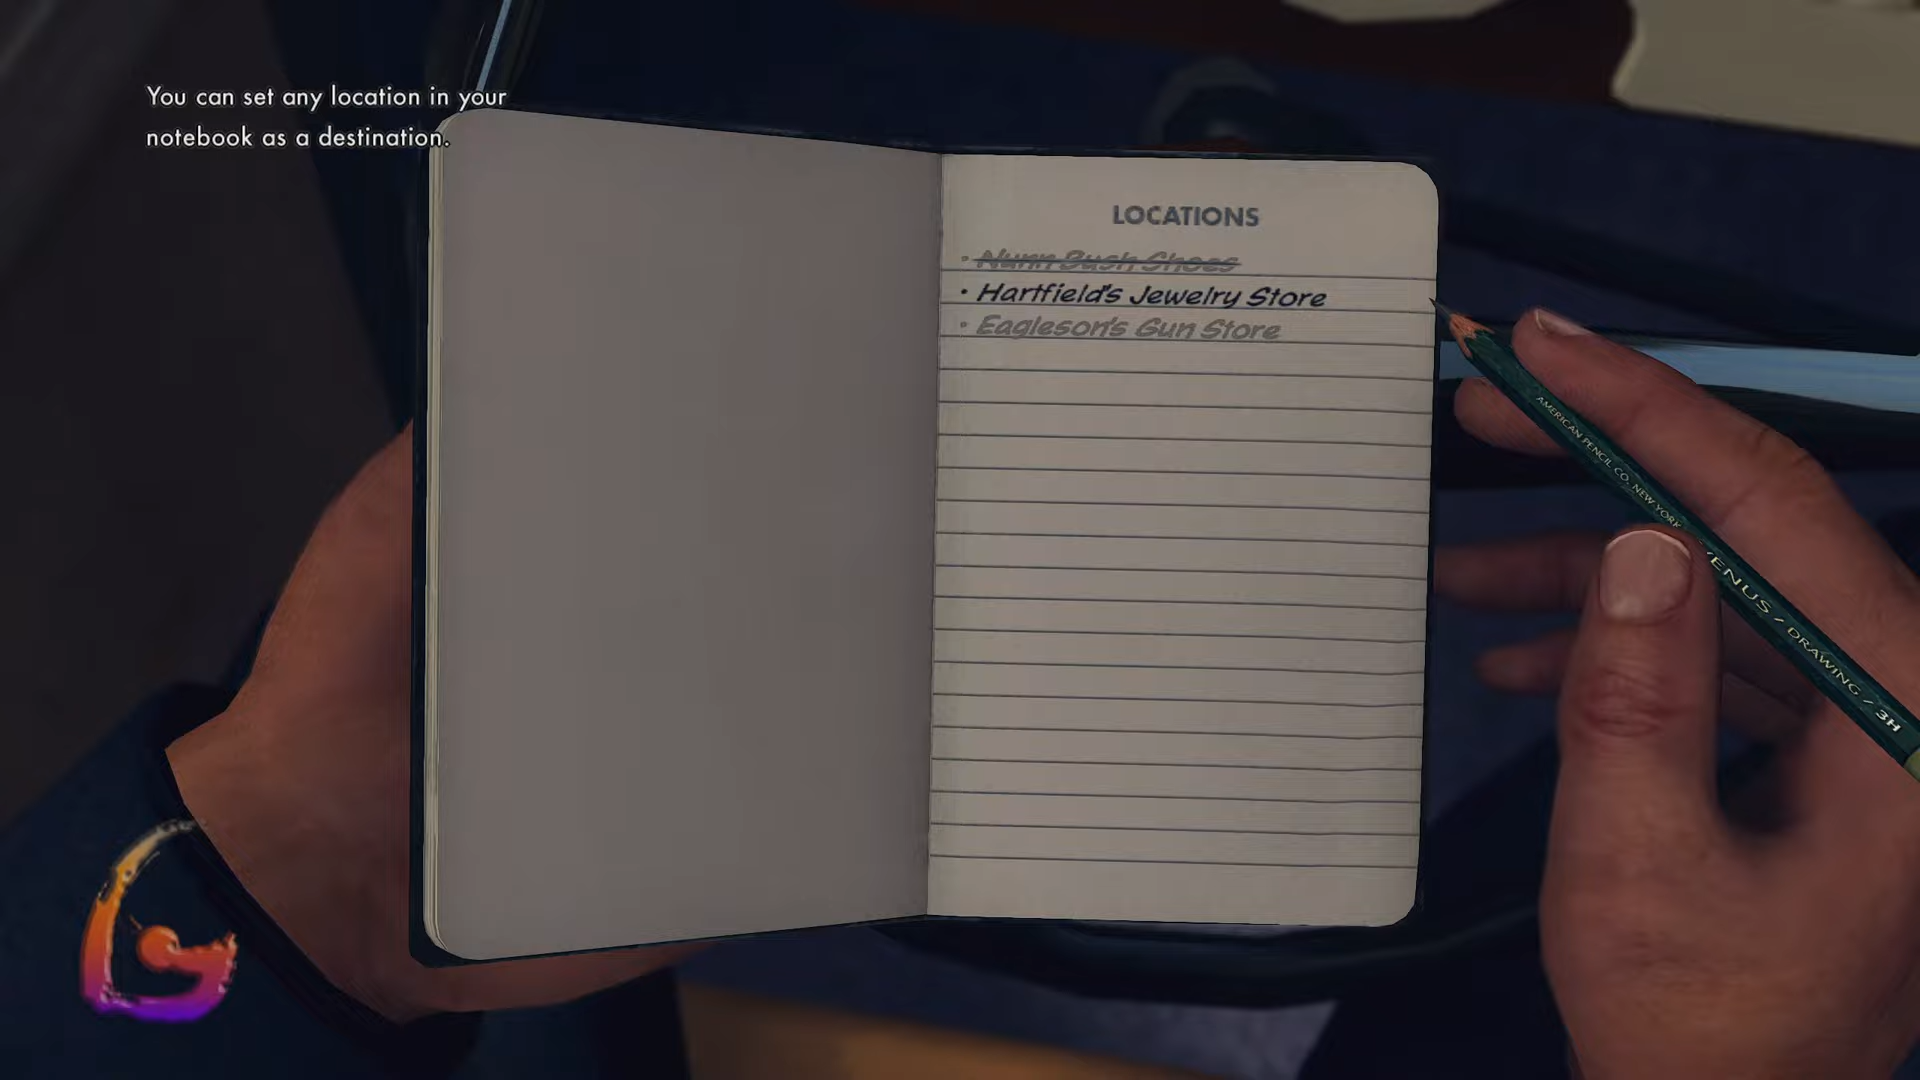 You can set any location in your
notebook as a destination.
LOCATIONS
· Nunn Bush Shoes
· Hartfield's Jewelry Store
· Eagleson's Gun Store
AMERICAN PENCIL CO. NEW YORK
VENUS / DRAWING / 3H